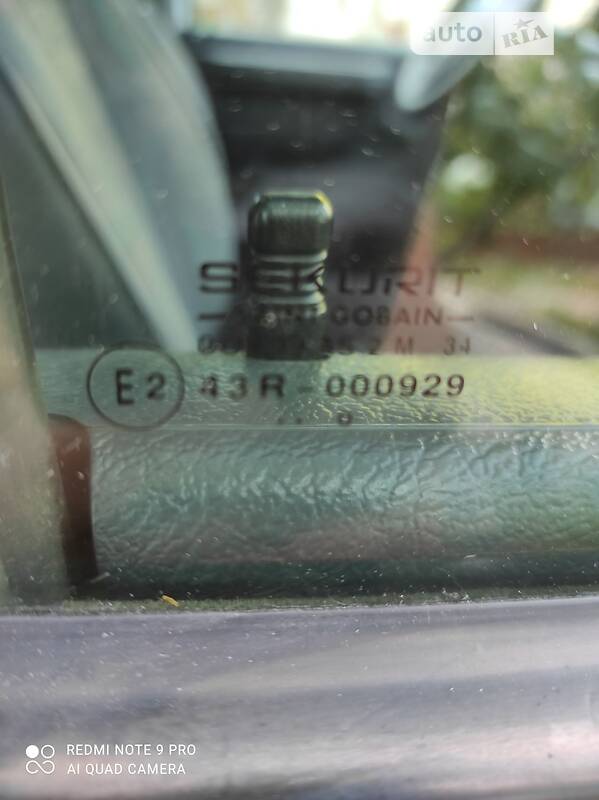 auto RIA
SEKURIT
43R-000929
E2
REDMI NOTE 9 PRO
AI QUAD CAMERA